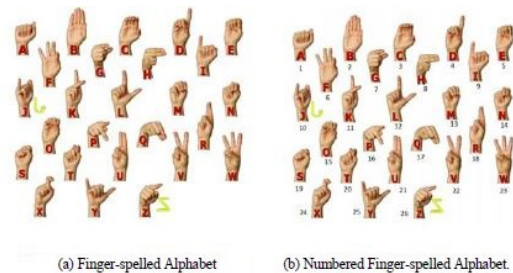 A B C D E
F G H I
J K L M N
O P Q R
S T U V W
X Y Z
A B C D E
1 2 3 4 5
F G H I
6 7 8 9
J K L M N
10 11 12 13 14
O P Q R
15 16 17 18
S T U V W
19 20 21 22 23
X Y Z
24 25 26
(a) Finger-spelled Alphabet
(b) Numbered Finger-spelled Alphabet.